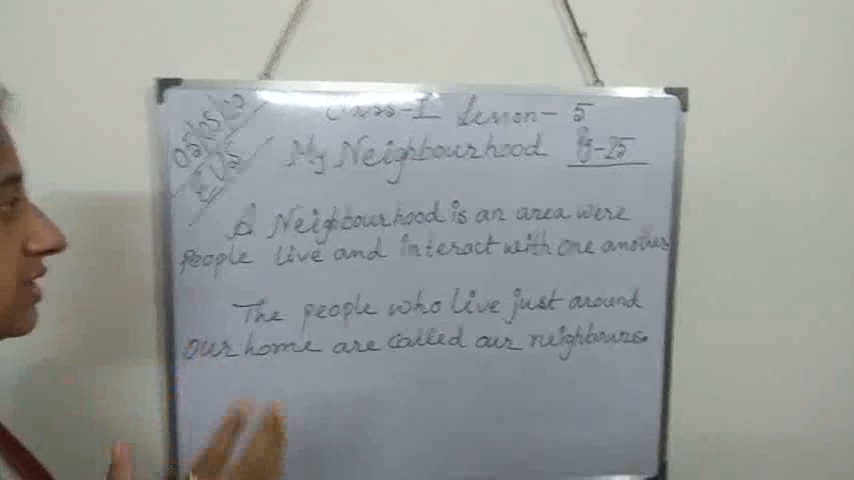 Class-I Lesson- 5
EVS
My Neighbourhood Pg-25
A Neighbourhood is an area were
People live and interact with one another
The people who live just around
Our home are called our neighbours.